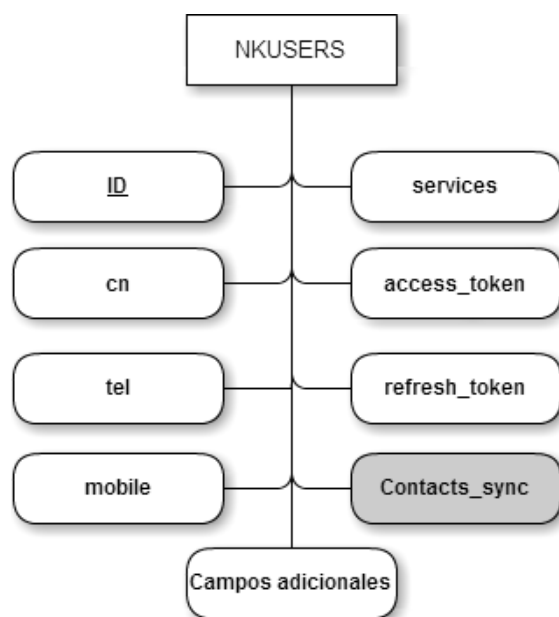 NKUSERS
ID
services
cn
access_token
tel
refresh_token
mobile
Contacts_sync
Campos adicionales